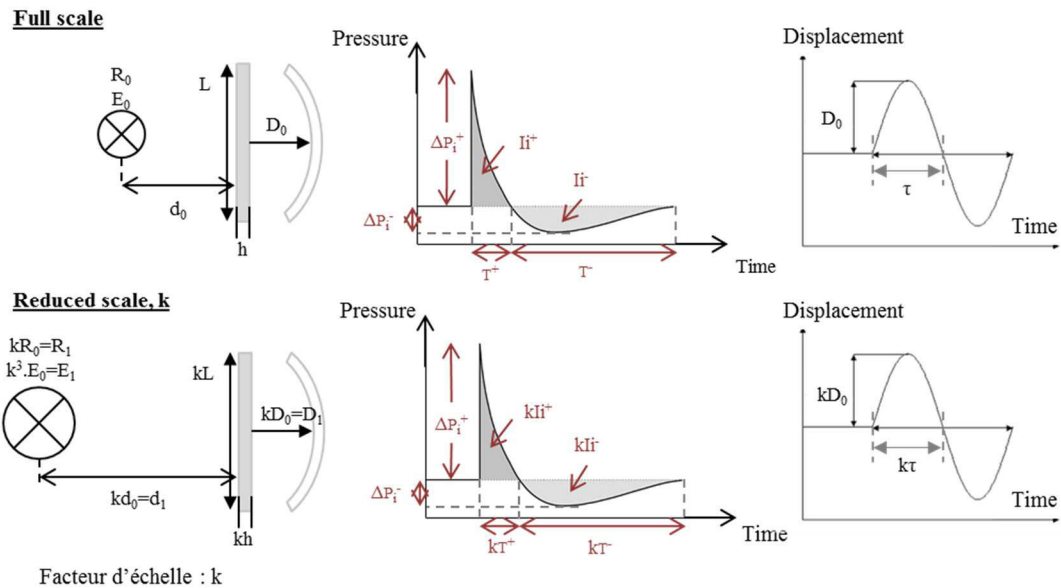 Full scale
R₀
E₀
d₀
L
h
D₀
Pressure
ΔPᵢ⁺
ΔPᵢ⁻
Ii⁺
Ii⁻
T⁺
T⁻
Time
Displacement
D₀
τ
Time
Reduced scale, k
kR₀=R₁
k³.E₀=E₁
kd₀=d₁
kL
kh
kD₀=D₁
Pressure
ΔPᵢ⁺
ΔPᵢ⁻
kIi⁺
kIi⁻
kT⁺
kT⁻
Time
Displacement
kD₀
kτ
Time
Facteur d'échelle : k